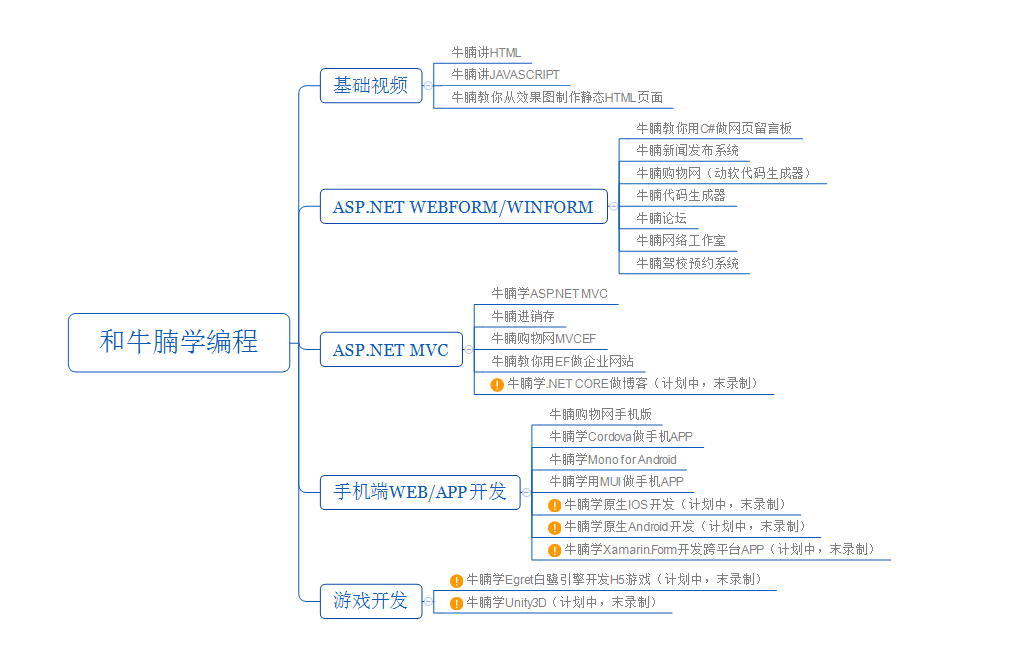 和牛腩学编程
基础视频
牛腩讲HTML
牛腩讲JAVASCRIPT
牛腩教你从效果图制作静态HTML页面
ASP.NET WEBFORM/WINFORM
牛腩教你用C#做网页留言板
牛腩新闻发布系统
牛腩购物网（动软代码生成器）
牛腩代码生成器
牛腩论坛
牛腩网络工作室
牛腩驾校预约系统
ASP.NET MVC
牛腩学ASP.NET MVC
牛腩进销存
牛腩购物网MVCEF
牛腩教你用EF做企业网站
牛腩学.NET CORE做博客（计划中，末录制）
手机端WEB/APP开发
牛腩购物网手机版
牛腩学Cordova做手机APP
牛腩学Mono for Android
牛腩学用MUI做手机APP
牛腩学原生IOS开发（计划中，末录制）
牛腩学原生Android开发（计划中，末录制）
牛腩学Xamarin.Form开发跨平台APP（计划中，末录制）
游戏开发
牛腩学Egret白鹭引擎开发H5游戏（计划中，末录制）
牛腩学Unity3D（计划中，末录制）